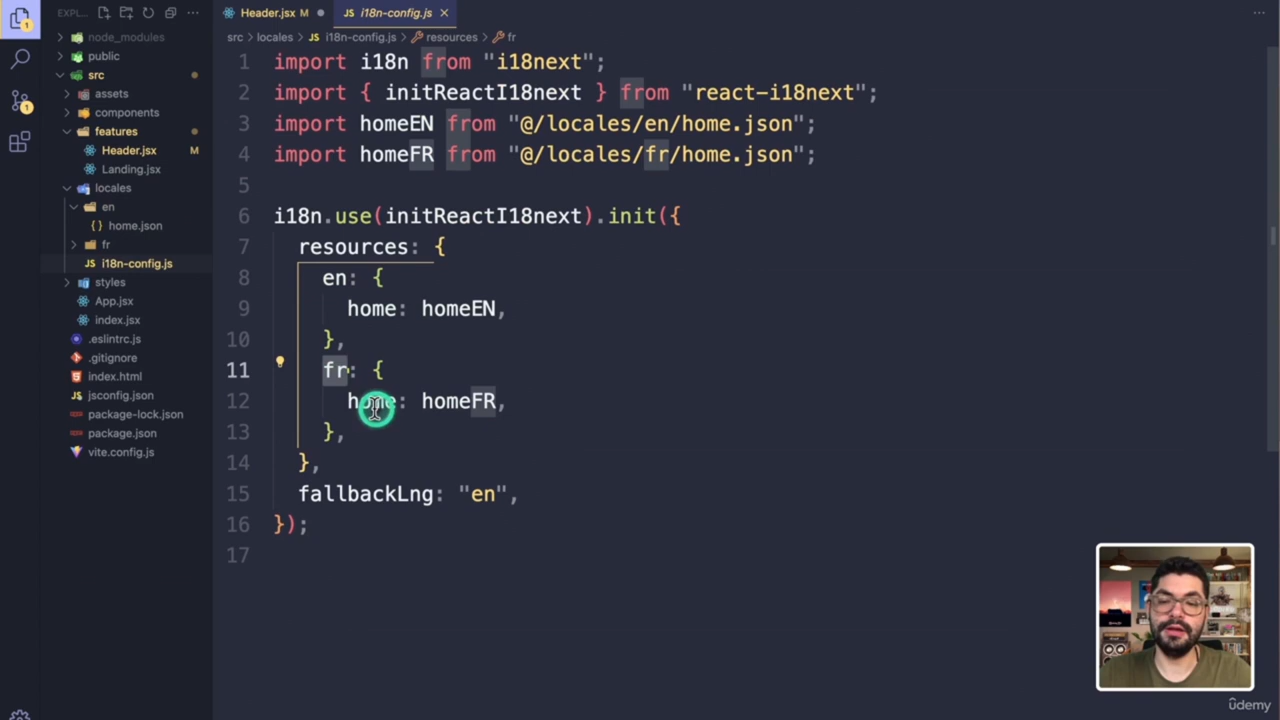 EXPL...
Header.jsx M
i18n-config.js
src > locales > JS i18n-config.js > resources > fr
node_modules
public
src
assets
components
features
Header.jsx M
Landing.jsx
locales
en
{ } home.json
fr
JS i18n-config.js
styles
App.jsx
index.jsx
.eslintrc.js
.gitignore
index.html
jsconfig.json
package-lock.json
package.json
vite.config.js
1 import i18n from "i18next";
2 import { initReactI18next } from "react-i18next";
3 import homeEN from "@/locales/en/home.json";
4 import homeFR from "@/locales/fr/home.json";
5
6 i18n.use(initReactI18next).init({
7 resources: {
8 en: {
9 home: homeEN,
10 },
11 fr: {
12 home: homeFR,
13 },
14 },
15 fallbackLng: "en",
16 });
17
1
1
ûdemy